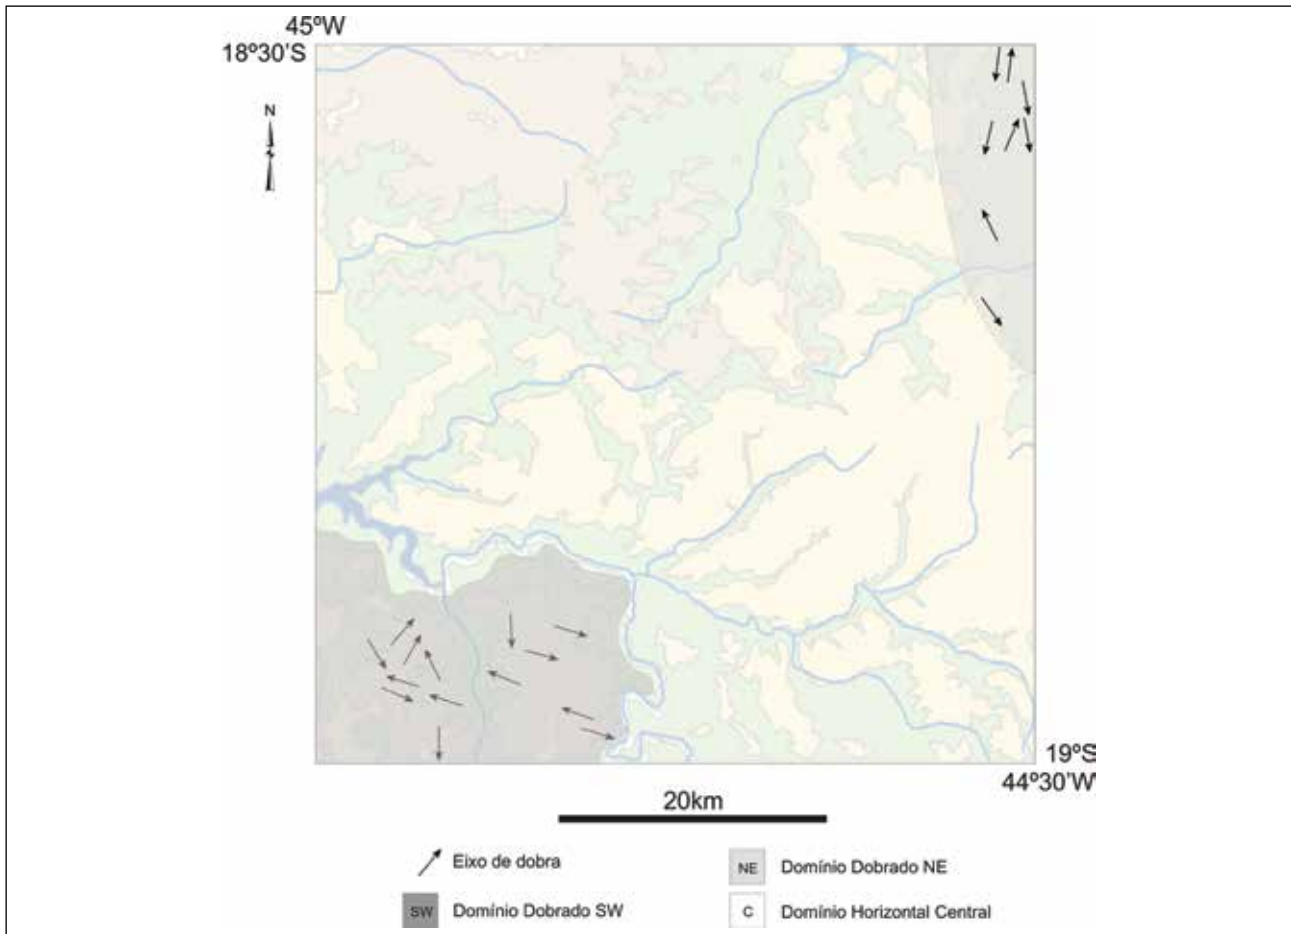 45ºW
18º30'S
N
19ºS
44º30'W
20km
Eixo de dobra
NE Domínio Dobrado NE
SW Domínio Dobrado SW
C Domínio Horizontal Central